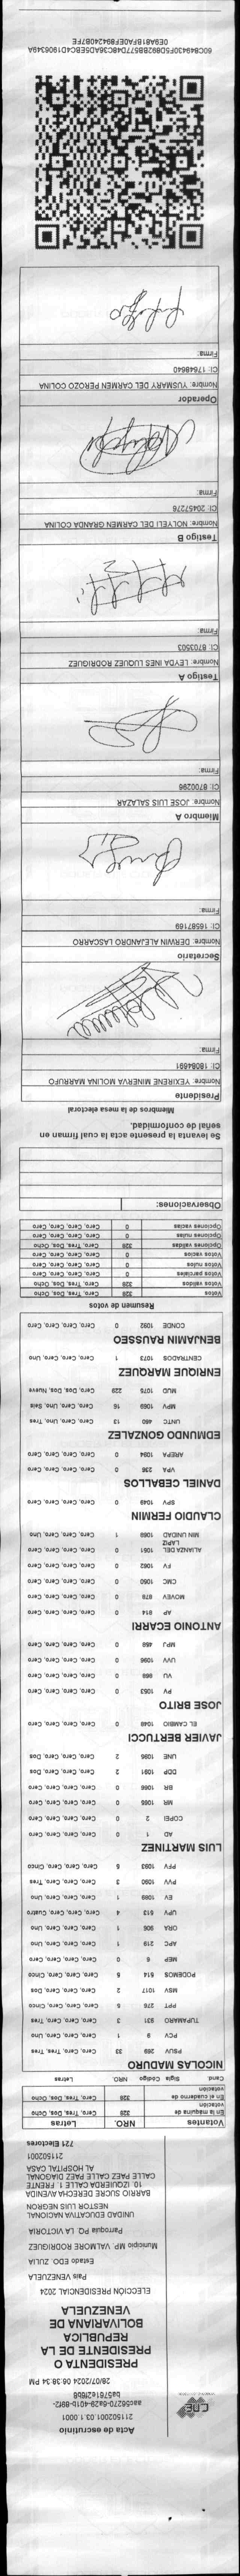 CNE
Acta de escrutinio
211502001.03.1.0001
28/07/2024 06:38:34 PM
PRESIDENTA O
PRESIDENTE DE LA
REPUBLICA
BOLIVARIANA DE
VENEZUELA
ELECCIÓN PRESIDENCIAL 2024
País VENEZUELA
Estado EDO. ZULIA
Municipio MP. VALMORE RODRIGUEZ
Parroquia PQ. LA VICTORIA
UNIDAD EDUCATIVA NACIONAL
NESTOR LUIS NEGRON
BARRIO SUCRE DERECHA AVENIDA
10. IZQUIERDA CALLE 1. FRENTE
CALLE PAEZ CALLE PAEZ DIAGONAL
AL HOSPITAL CASA
211502001
721 Electores
Votantes NRO. Letras
En la máquina de votación 329 Cero, Tres, Dos, Ocho
En el cuaderno de votación 328 Cero, Tres, Dos, Ocho
Cand. Sigla Código NRO. Letras
NICOLAS MADURO
PSUV 269 33 Cero, Cero, Tres, Tres
PCV 9 1 Cero, Cero, Cero, Uno
TUPAMARO 931 3 Cero, Cero, Cero, Tres
PPT 276 5 Cero, Cero, Cero, Cinco
MSV 1017 2 Cero, Cero, Cero, Dos
PODEMOS 514 5 Cero, Cero, Cero, Cinco
MEP 6 0 Cero, Cero, Cero, Cero
APC 219 1 Cero, Cero, Cero, Uno
ORA 906 1 Cero, Cero, Cero, Uno
UPV 613 4 Cero, Cero, Cero, Cuatro
EV 1089 1 Cero, Cero, Cero, Uno
PVV 1090 3 Cero, Cero, Cero, Tres
PFV 1093 5 Cero, Cero, Cero, Cinco
LUIS MARTINEZ
AD 1 0 Cero, Cero, Cero, Cero
COPEI 2 0 Cero, Cero, Cero, Cero
MR 1065 0 Cero, Cero, Cero, Cero
BR 1066 0 Cero, Cero, Cero, Cero
DDP 1091 2 Cero, Cero, Cero, Dos
UNE 1095 2 Cero, Cero, Cero, Dos
JAVIER BERTUCCI
EL CAMBIO 1048 0 Cero, Cero, Cero, Cero
JOSE BRITO
PV 1053 0 Cero, Cero, Cero, Cero
VU 968 0 Cero, Cero, Cero, Cero
UVV 1096 0 Cero, Cero, Cero, Cero
MPJ 468 0 Cero, Cero, Cero, Cero
ANTONIO ECARRI
AP 814 0 Cero, Cero, Cero, Cero
MOVEV 878 0 Cero, Cero, Cero, Cero
CMC 1050 0 Cero, Cero, Cero, Cero
FV 1062 0 Cero, Cero, Cero, Cero
ALIANZA DEL LAPIZ 1061 0 Cero, Cero, Cero, Cero
MIN UNIDAD 1069 1 Cero, Cero, Cero, Uno
CLAUDIO FERMIN
SPV 1049 0 Cero, Cero, Cero, Cero
DANIEL CEBALLOS
VPA 236 0 Cero, Cero, Cero, Cero
AREPA 1094 0 Cero, Cero, Cero, Cero
EDMUNDO GONZALEZ
UNTC 460 13 Cero, Cero, Uno, Tres
MPV 1069 16 Cero, Cero, Uno, Seis
MUD 1075 229 Cero, Dos, Dos, Nueve
ENRIQUE MARQUEZ
CENTRADOS 1073 1 Cero, Cero, Cero, Uno
BENJAMIN RAUSSEO
CONDE 1092 0 Cero, Cero, Cero, Cero
Resumen de votos
Votos 328 Cero, Tres, Dos, Ocho
Votos válidos 328 Cero, Tres, Dos, Ocho
Votos parciales 0 Cero, Cero, Cero, Cero
Votos nulos 0 Cero, Cero, Cero, Cero
Votos vacíos 0 Cero, Cero, Cero, Cero
Opciones validas 328 Cero, Tres, Dos, Ocho
Opciones nulas 0 Cero, Cero, Cero, Cero
Opciones vacías 0 Cero, Cero, Cero, Cero
Observaciones:
Se levanta la presente acta la cual firman en
señal de conformidad.
Miembros de la mesa electoral
Presidente
Nombre: YEXIRENE MINERVA MOLINA MARRUFO
CI: 18084691
Firma:
Secretario
Nombre: DERWIN ALEJANDRO LASCARRO
CI: 16587169
Firma:
Miembro A
Nombre: JOSE LUIS SALAZAR
CI: 8700296
Firma:
Testigo A
Nombre: LEYDA INES LUQUEZ RODRIGUEZ
CI: 8703503
Firma:
Testigo B
Nombre: NOLYELI DEL CARMEN GRANDA COLINA
CI: 20457276
Firma:
Operador
Nombre: YUSMARY DEL CARMEN PEROZO COLINA
CI: 17848640
Firma: